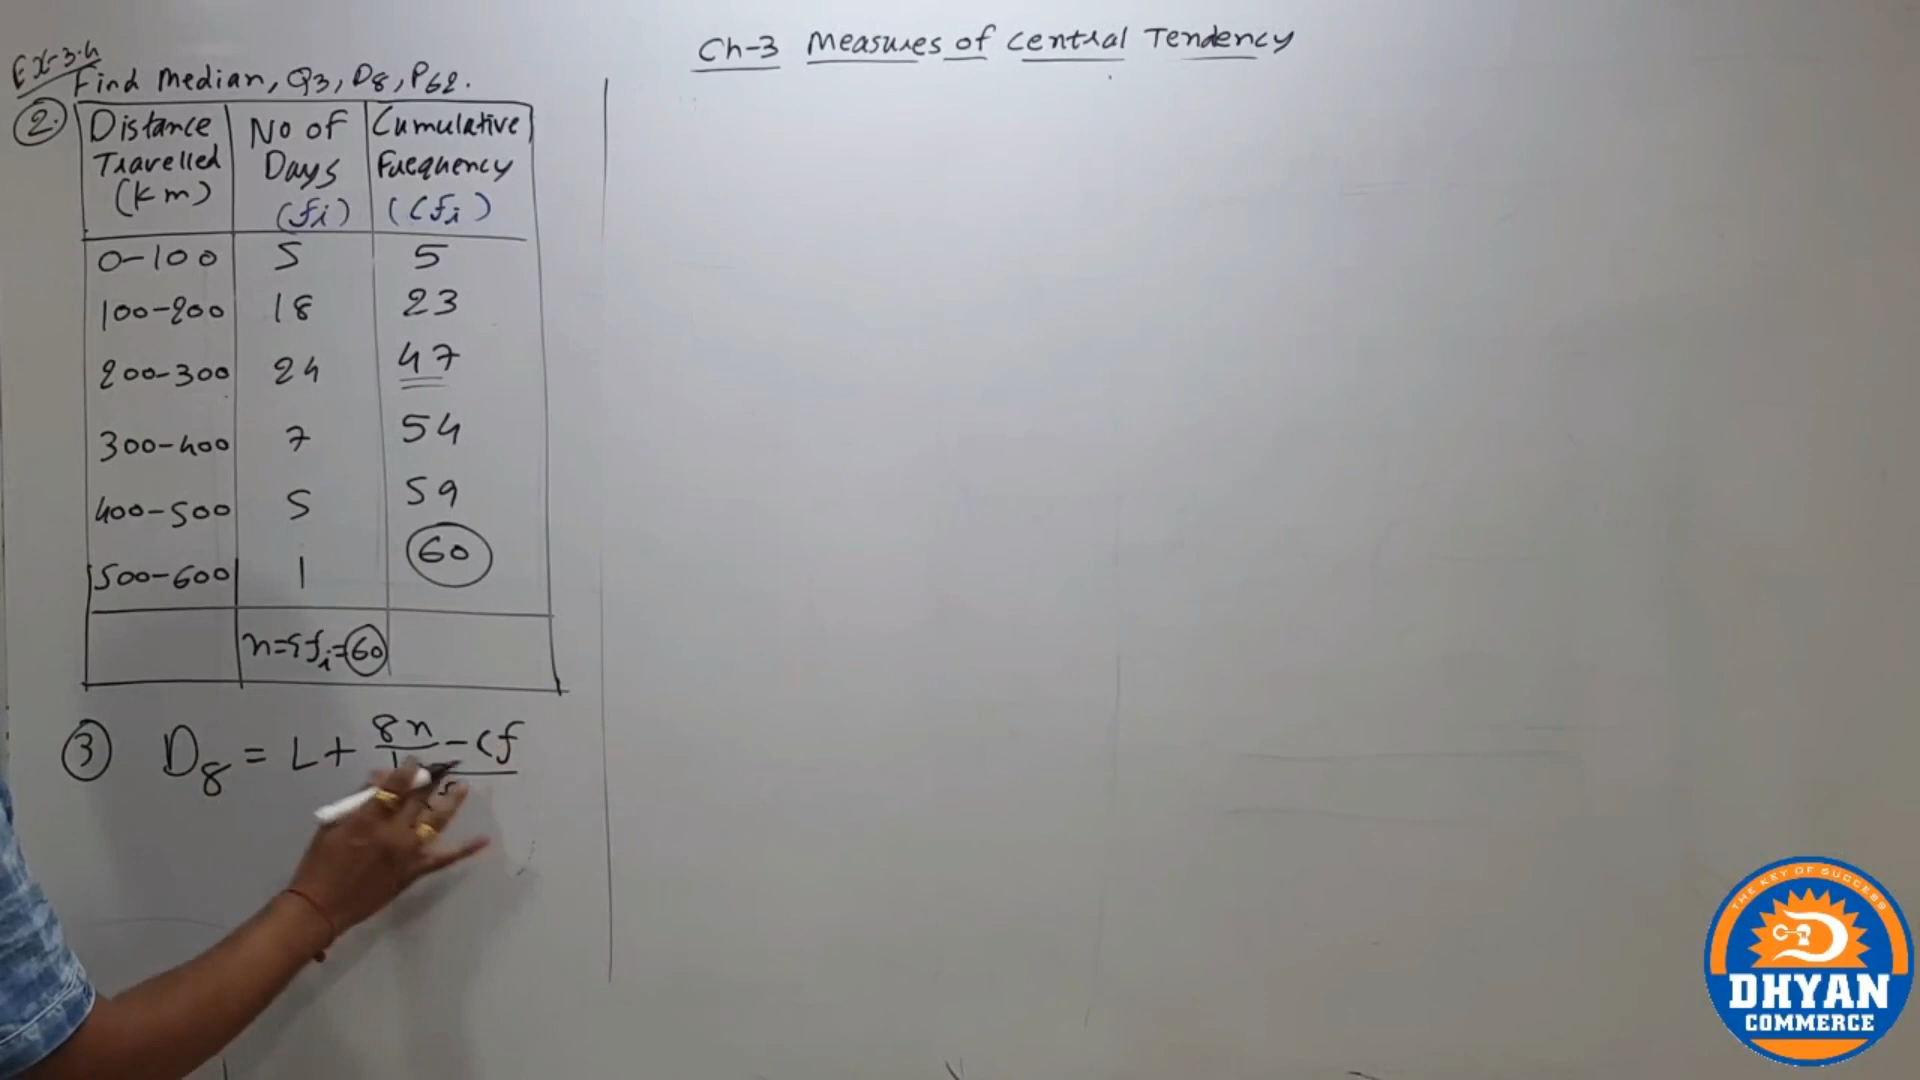 Ch-3 Measures of Central Tendency
Ex-3.4
Find Median, Q3, D8, P62.
2. Distance Travelled (km) No of Days (fi) Cumulative Frequency (Cfi)
0-100 5 5
100-200 18 23
200-300 24 47
300-400 7 54
400-500 5 59
500-600 1 60
n=Σfi=60
3 D8 = L + 8n - Cf
THE KEY OF SUCCESS
DHYAN
COMMERCE